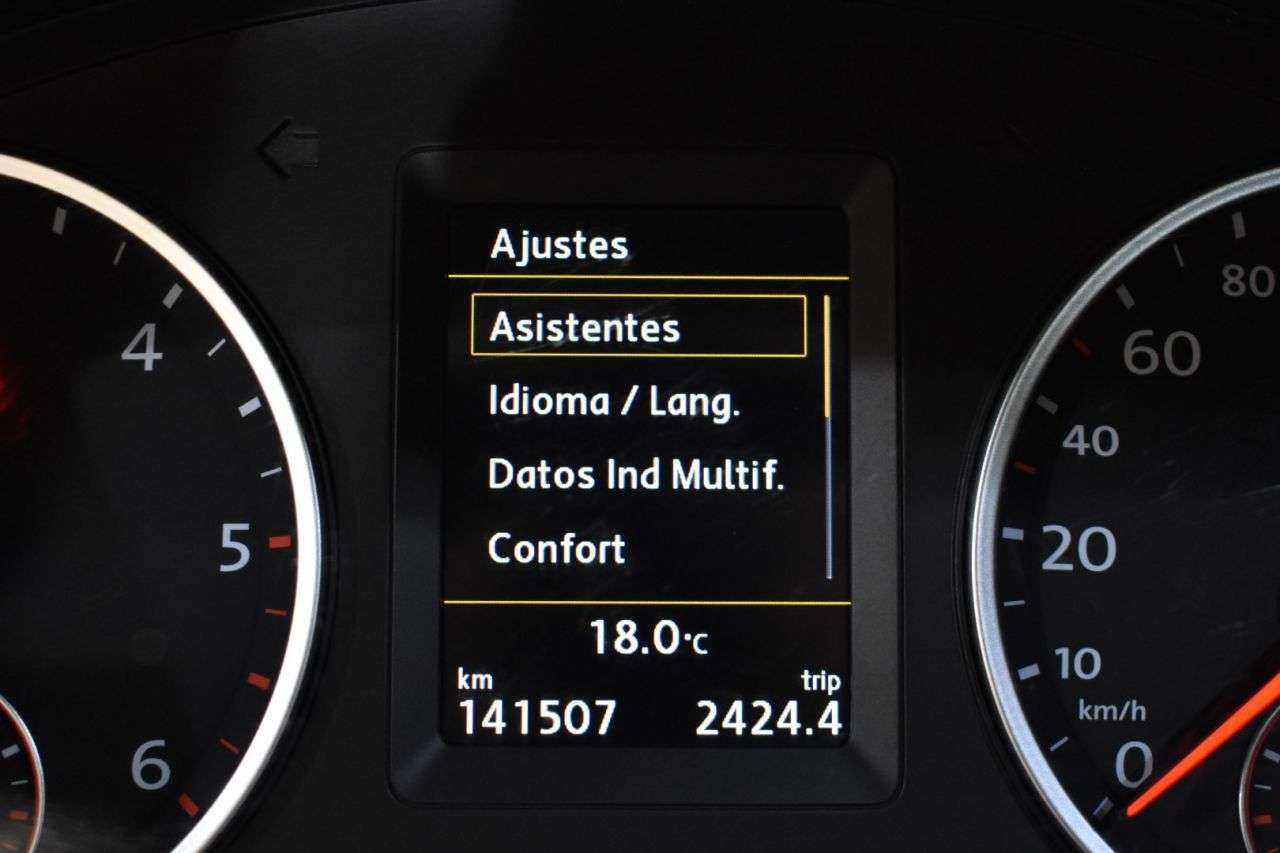 Ajustes
Asistentes
Idioma / Lang.
Datos Ind Multif.
Confort
18.0°C
km trip
141507 2424.4
4
5
6
80
60
40
20
10
km/h
0